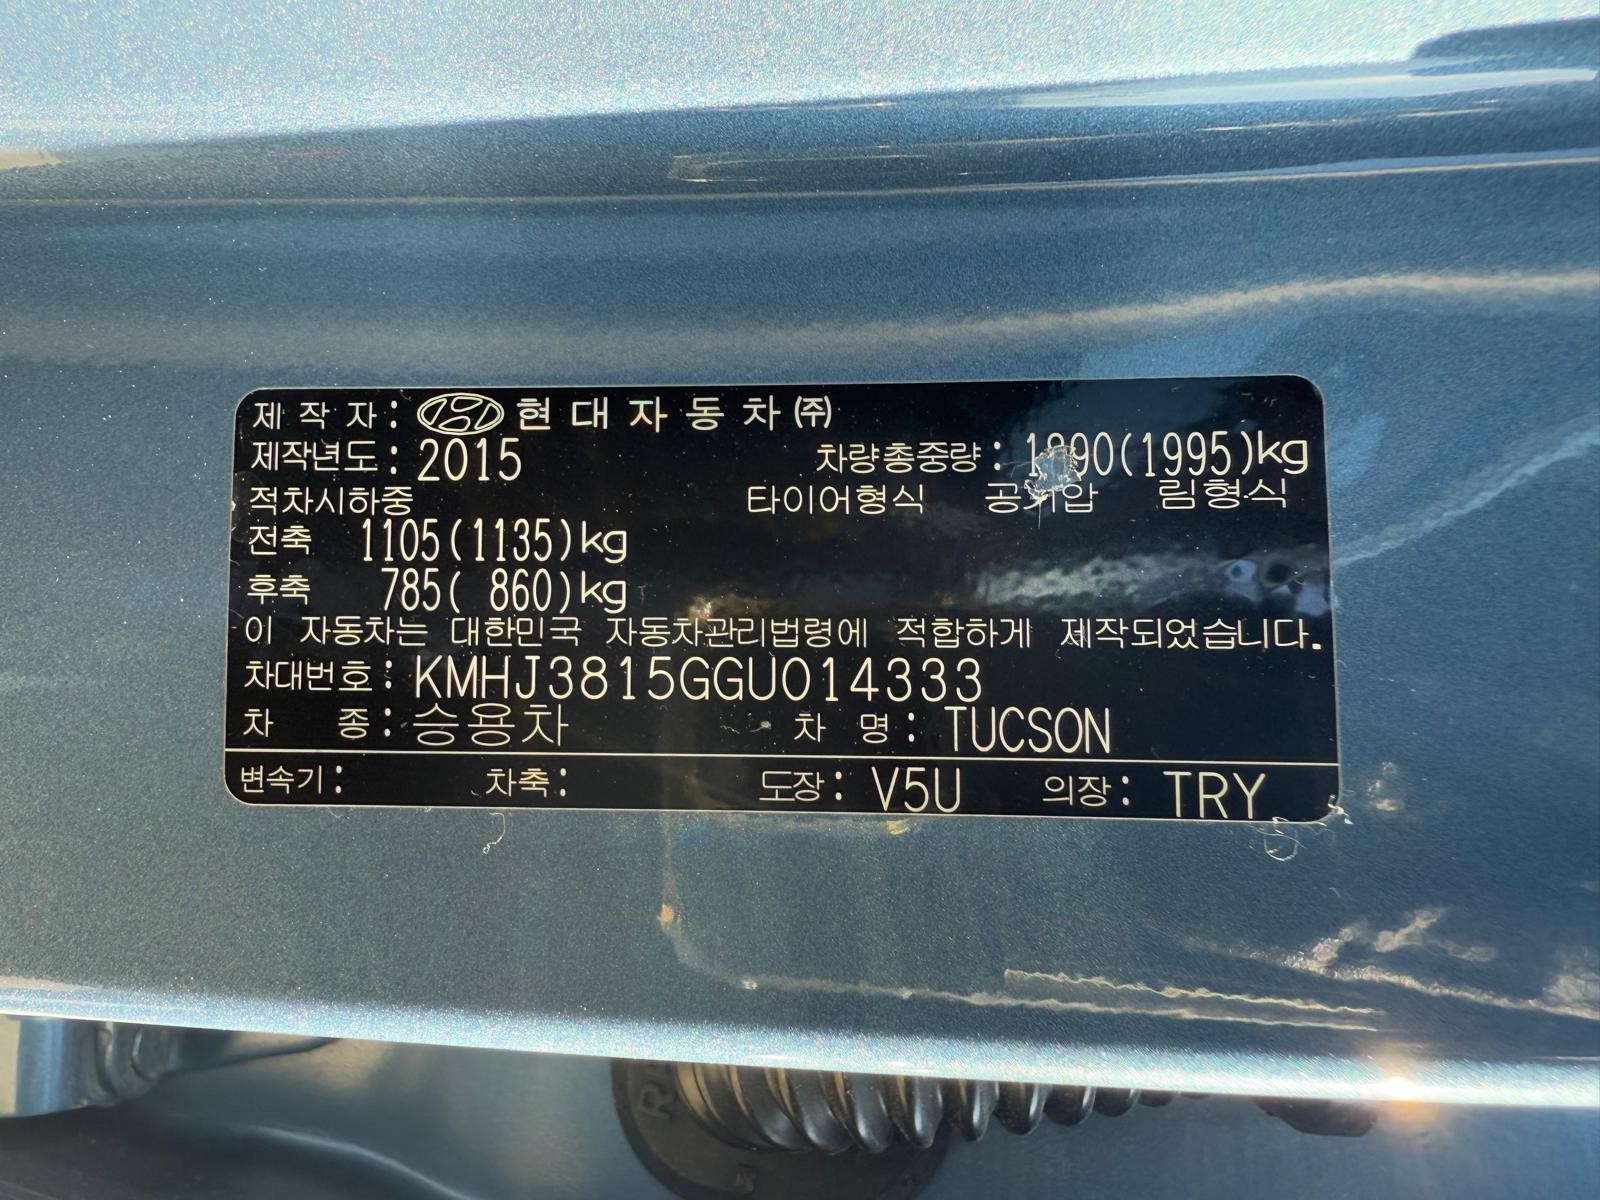 제 작 자 : 현 대 자 동 차 ㈜
제작년도 : 2015 차량총중량 : (1995)kg
적차시하중 타이어형식 공기압 림형식
전축 1105(1135)kg
후축 785( 860)kg
이 자동차는 대한민국 자동차관리법령에 적합하게 제작되었습니다.
차대번호 : KMHJ3815GGU014333
차 종 : 승용차 차 명 : TUCSON
변속기 : 차축 : 도장 : V5U 의장 : TRY